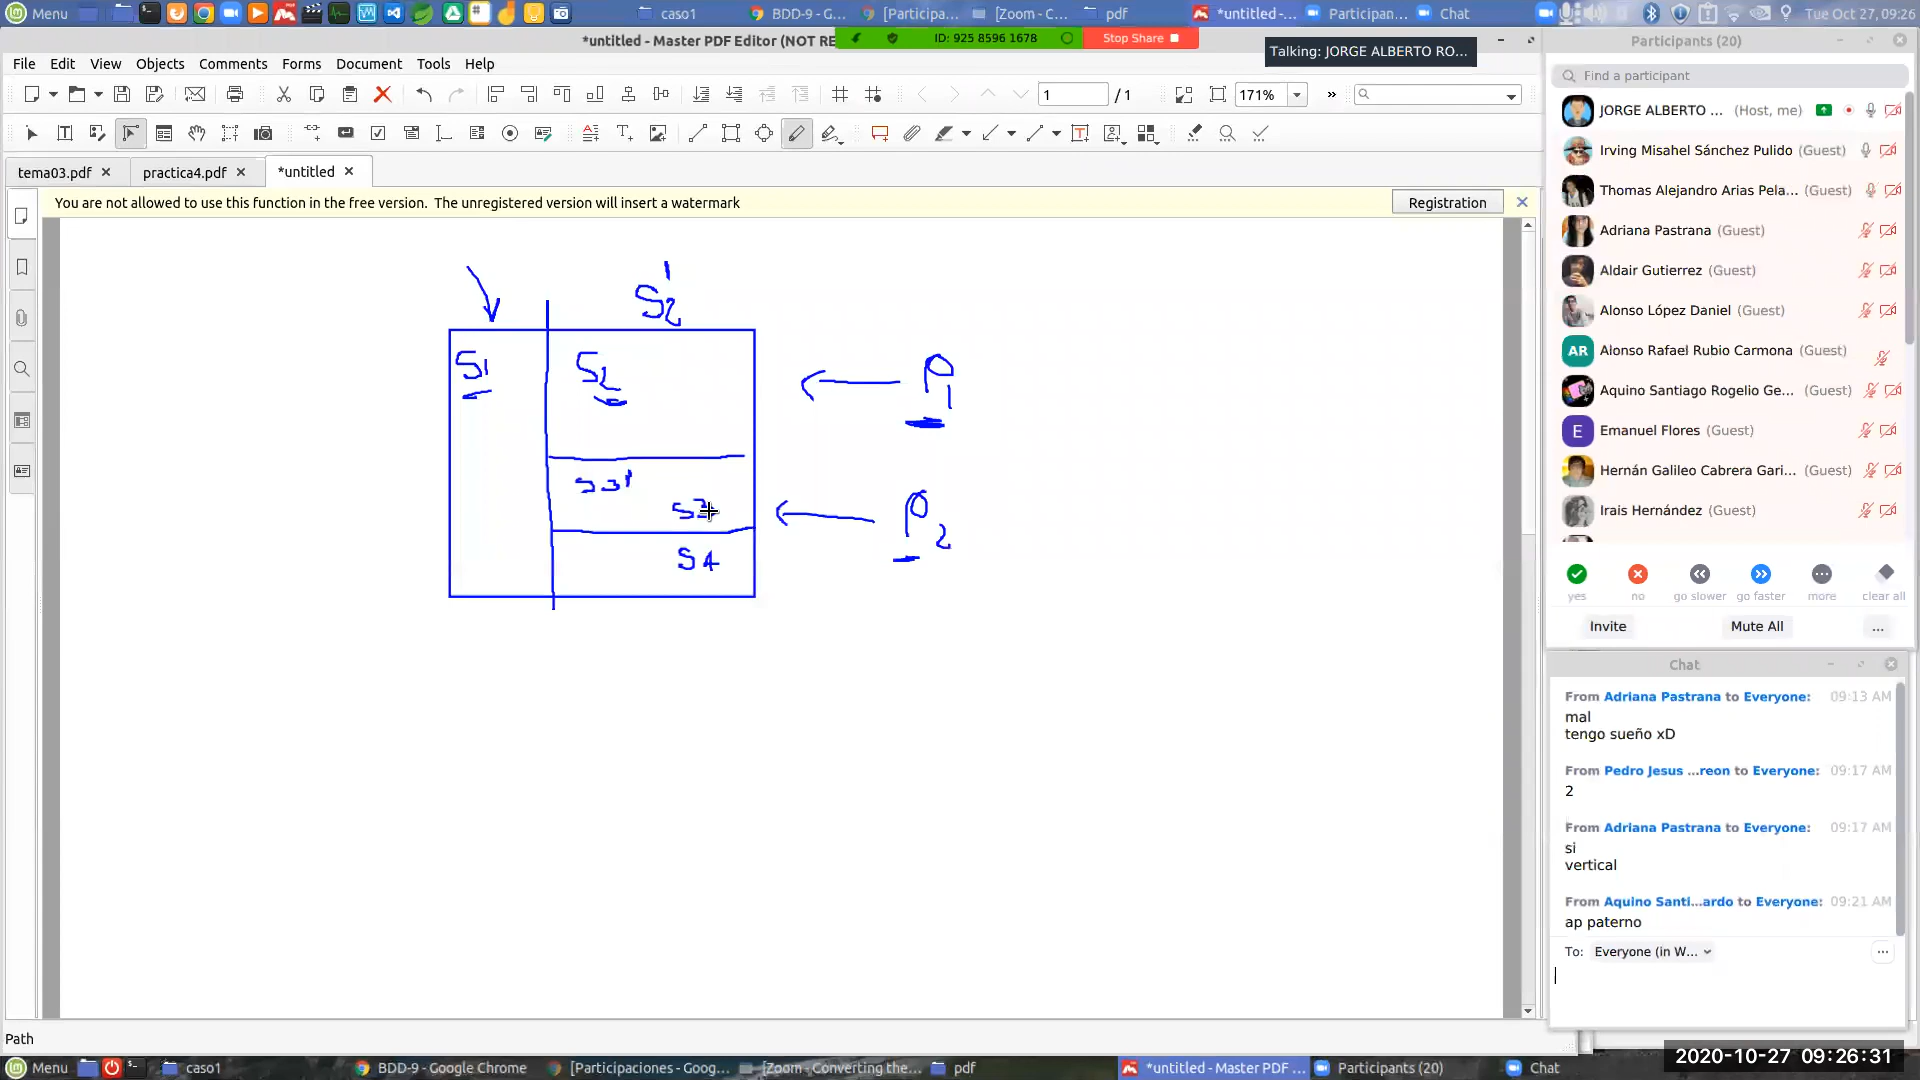 Menu
caso1
BDD-9 - G...
[Participa...
[Zoom - C...
pdf
*untitled -...
Participan...
Chat
Tue Oct 27, 09:26
*untitled - Master PDF Editor (NOT RE
ID: 925 8596 1678
Stop Share
Talking: JORGE ALBERTO RO...
File Edit View Objects Comments Forms Document Tools Help
1 / 1
171%
»
tema03.pdf
practica4.pdf
*untitled
You are not allowed to use this function in the free version. The unregistered version will insert a watermark
Registration
S2'
S1
S2
P1
S3'
S3
P2
S4
Path
Participants (20)
Find a participant
JORGE ALBERTO ... (Host, me)
Irving Misahel Sánchez Pulido (Guest)
Thomas Alejandro Arias Pela... (Guest)
Adriana Pastrana (Guest)
Aldair Gutierrez (Guest)
Alonso López Daniel (Guest)
AR Alonso Rafael Rubio Carmona (Guest)
Aquino Santiago Rogelio Ge... (Guest)
E Emanuel Flores (Guest)
Hernán Galileo Cabrera Gari... (Guest)
Irais Hernández (Guest)
yes no go slower go faster more clear all
Invite Mute All ...
Chat
From Adriana Pastrana to Everyone: 09:13 AM
mal
tengo sueño xD
From Pedro Jesus ...reon to Everyone: 09:17 AM
2
From Adriana Pastrana to Everyone: 09:17 AM
si
vertical
From Aquino Santi...ardo to Everyone: 09:21 AM
ap paterno
To: Everyone (in W... ...
Menu
caso1
BDD-9 - Google Chrome
[Participaciones - Goog...
[Zoom - Converting the...
pdf
*untitled - Master PDF ...
Participants (20)
Chat
2020-10-27 09:26:31